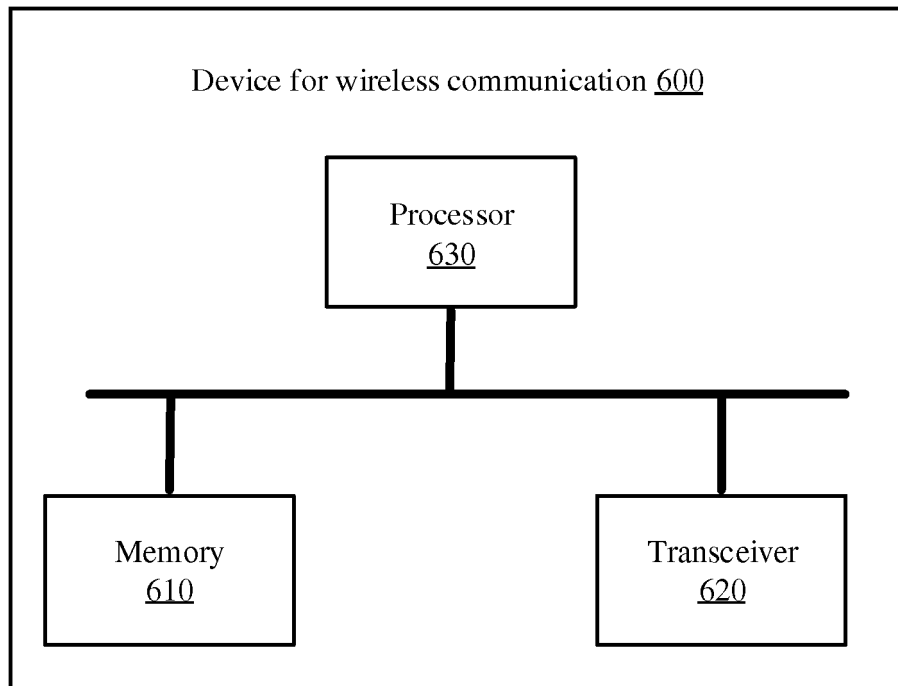 Device for wireless communication 600
Processor
630
Memory
610
Transceiver
620